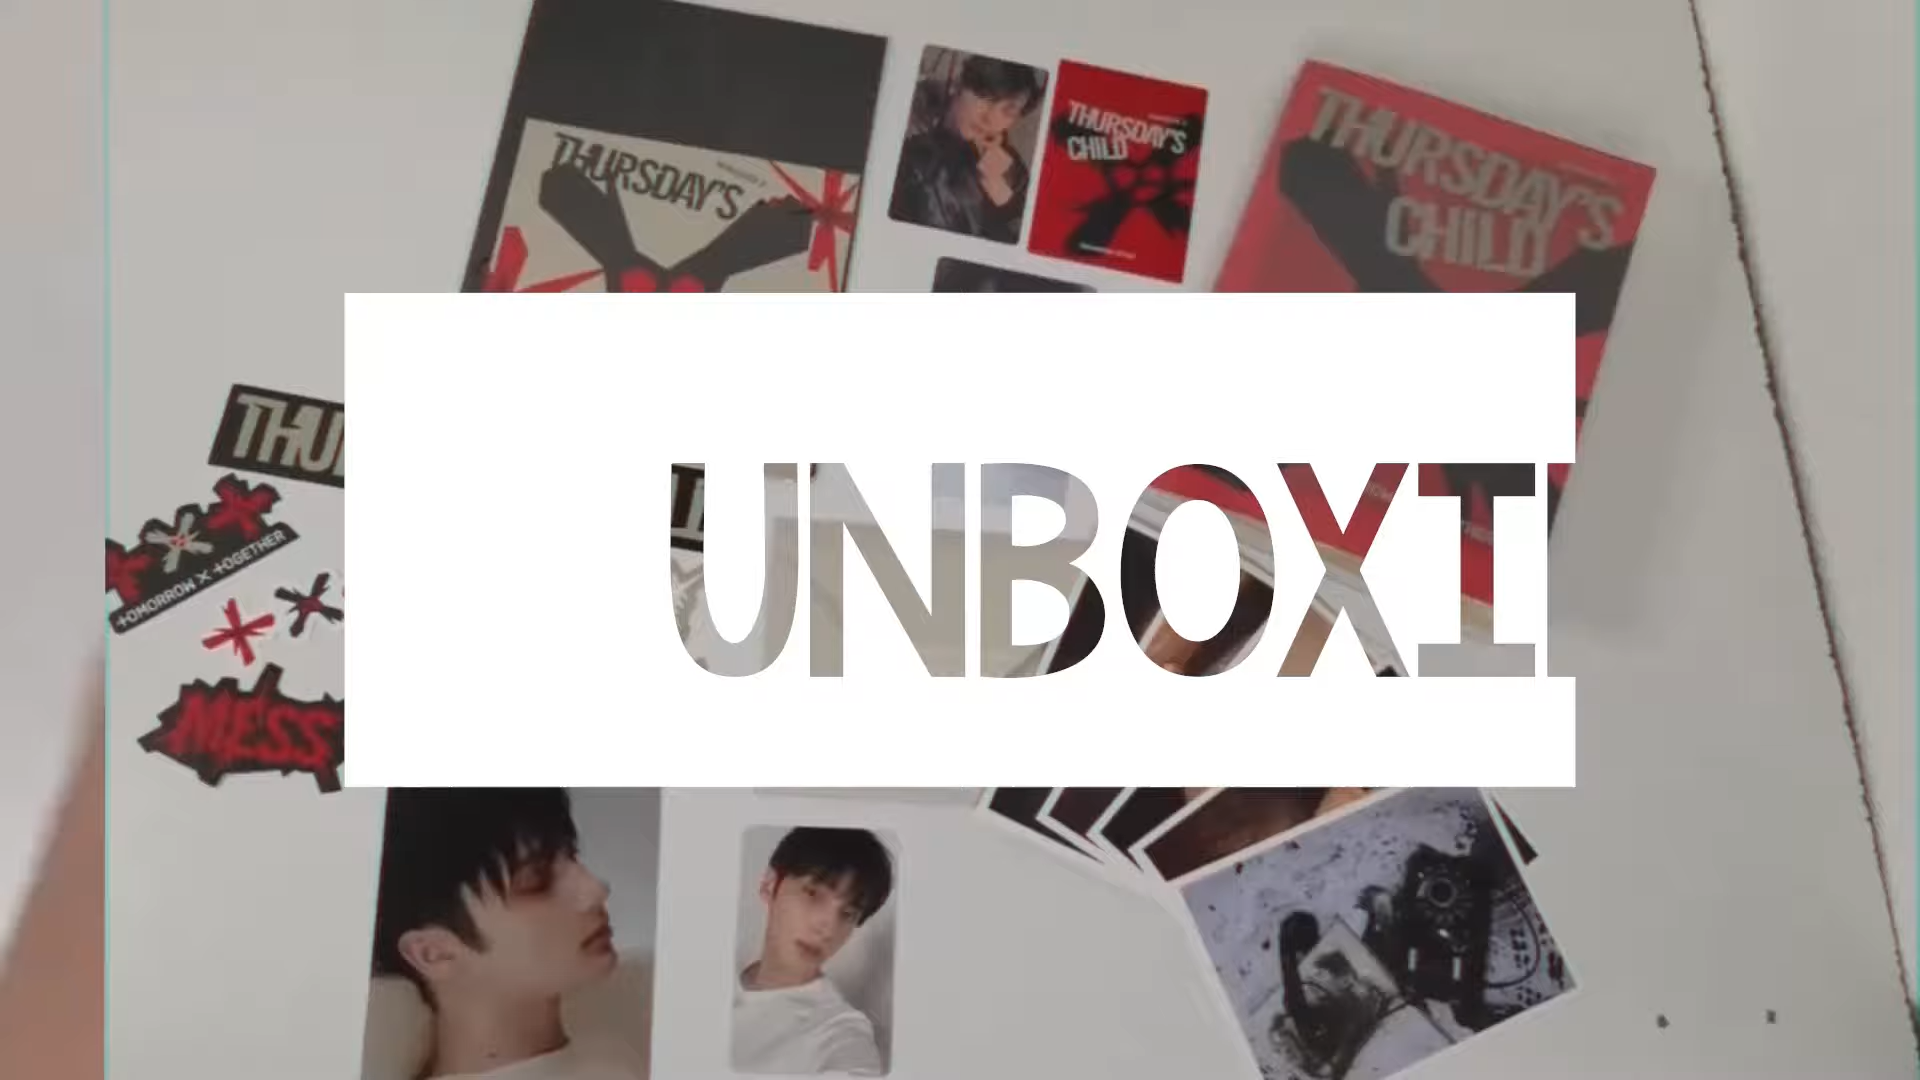 THURSDAY'S
THURSDAY'S
CHILD
THURSDAY'S
CHILD
THU
TOMORROW X TOGETHER
MESS
UNBOXI